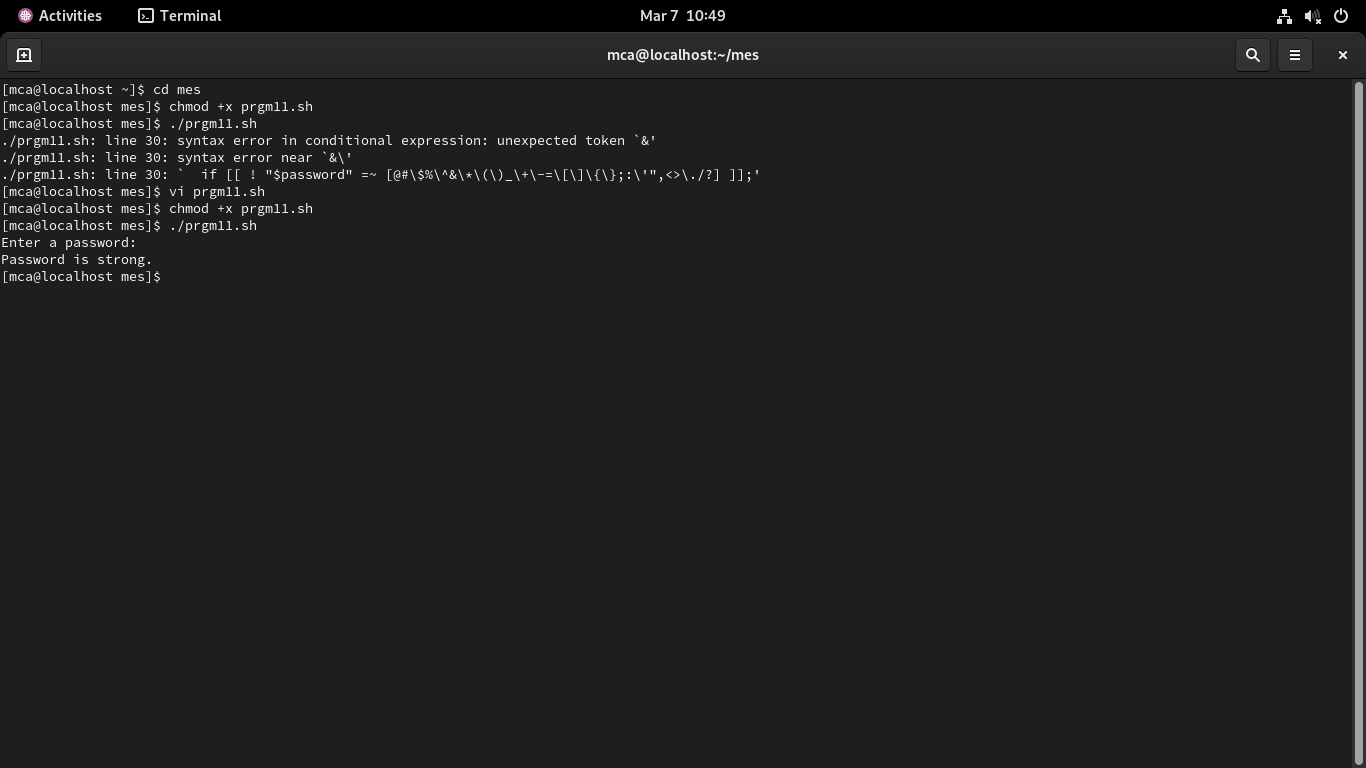 Activities
Terminal
Mar 7 10:49
mca@localhost:~/mes
[mca@localhost ~]$ cd mes
[mca@localhost mes]$ chmod +x prgm11.sh
[mca@localhost mes]$ ./prgm11.sh
./prgm11.sh: line 30: syntax error in conditional expression: unexpected token `&'
./prgm11.sh: line 30: syntax error near `&\'
./prgm11.sh: line 30: `  if [[ ! "$password" =~ [@#\$%\^&\*\(\)_\+\-=\[\]\{\};:\'",<>\./?] ]];'
[mca@localhost mes]$ vi prgm11.sh
[mca@localhost mes]$ chmod +x prgm11.sh
[mca@localhost mes]$ ./prgm11.sh
Enter a password:
Password is strong.
[mca@localhost mes]$